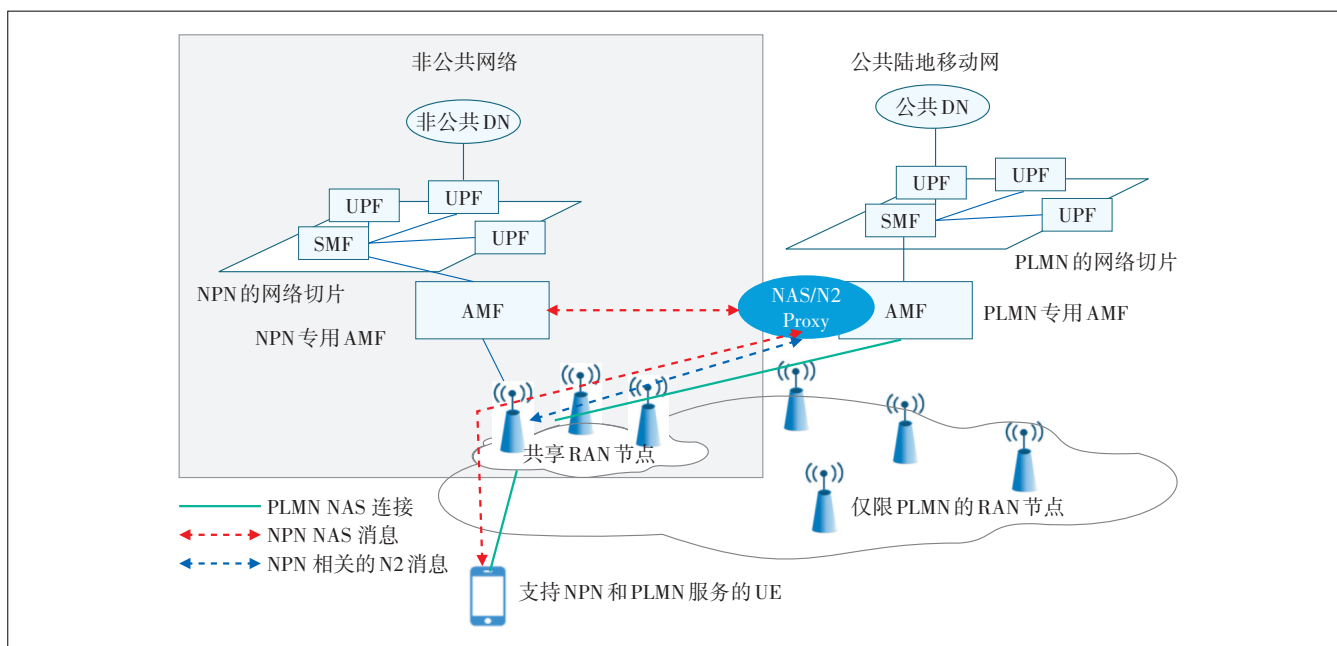 非公共网络
公共陆地移动网
非公共DN
公共DN
UPF
UPF
UPF
UPF
UPF
UPF
SMF
SMF
NPN的网络切片
PLMN的网络切片
AMF
NAS/N2
Proxy
AMF
NPN专用AMF
PLMN专用AMF
共享RAN节点
仅限PLMN的RAN节点
PLMN NAS 连接
NPN NAS 消息
NPN 相关的N2消息
支持NPN和PLMN服务的UE